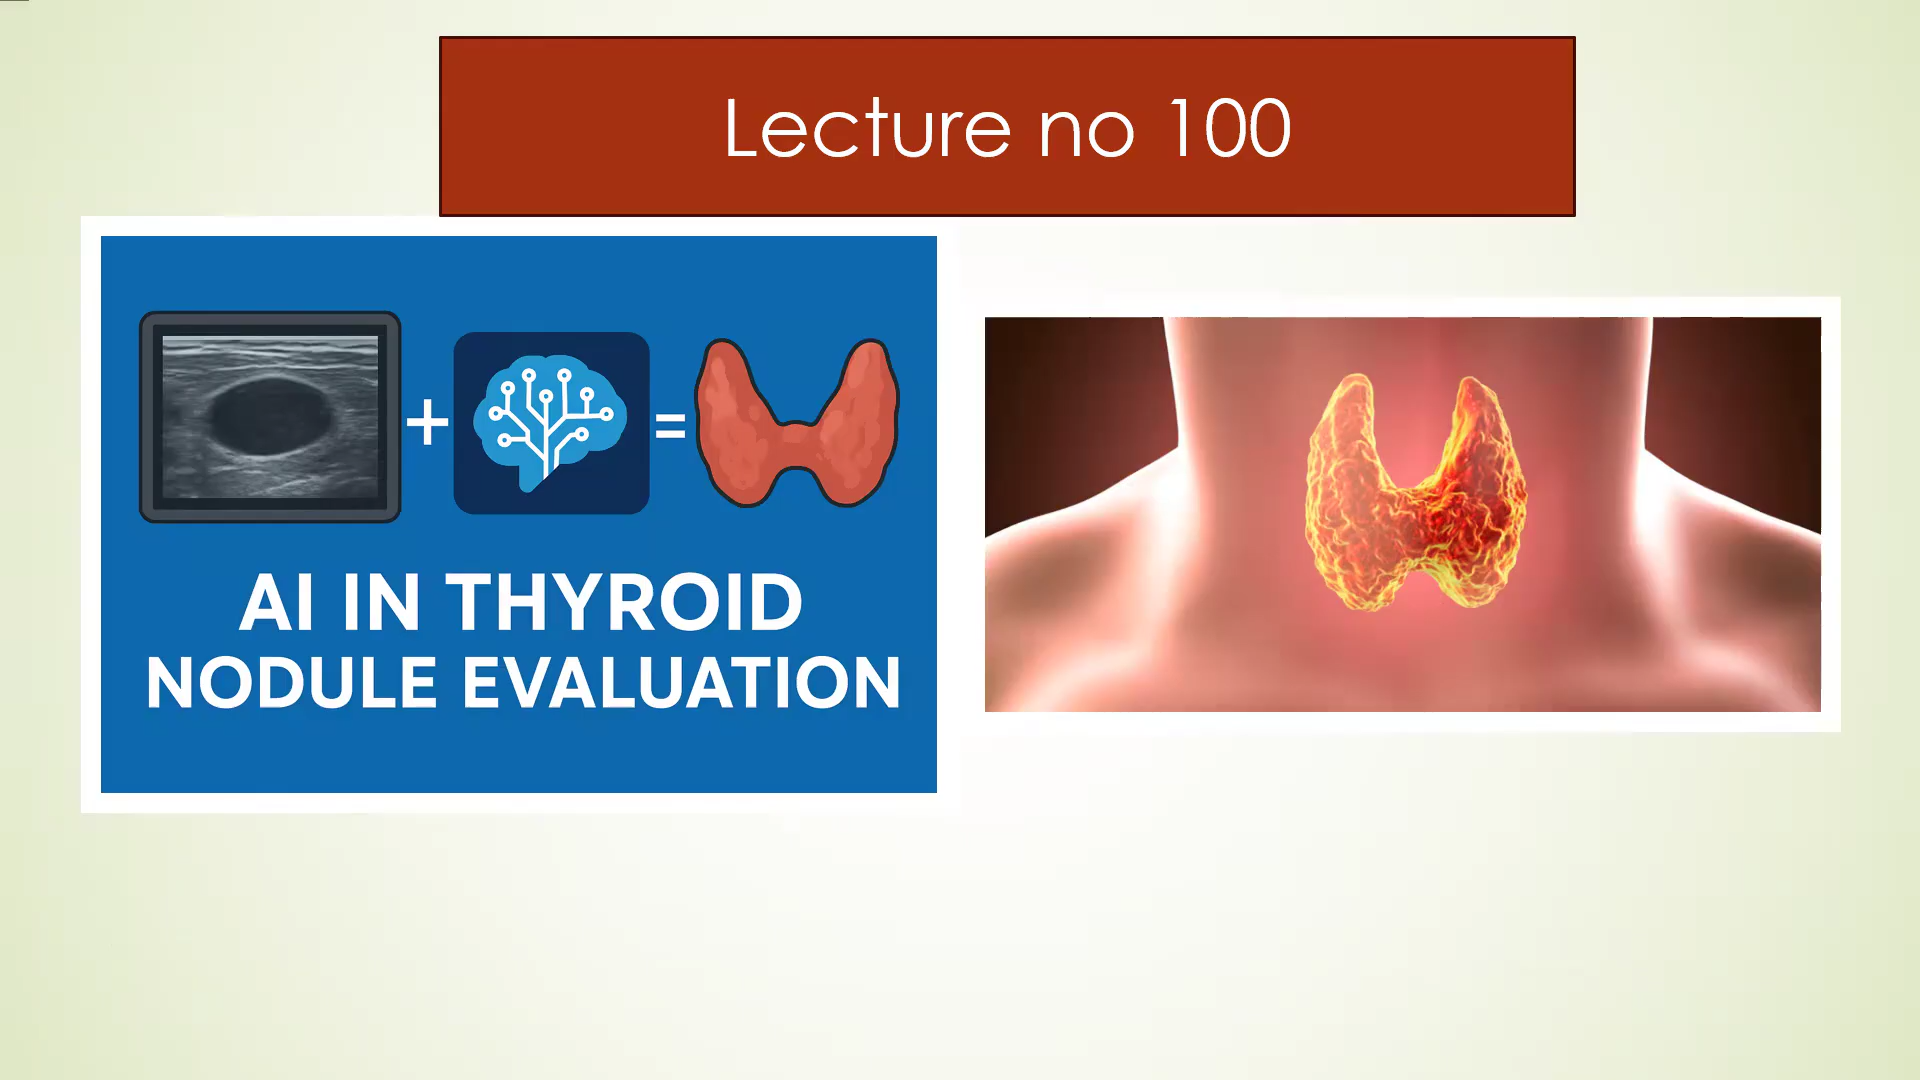 Lecture no 100
+
=
AI IN THYROID
NODULE EVALUATION